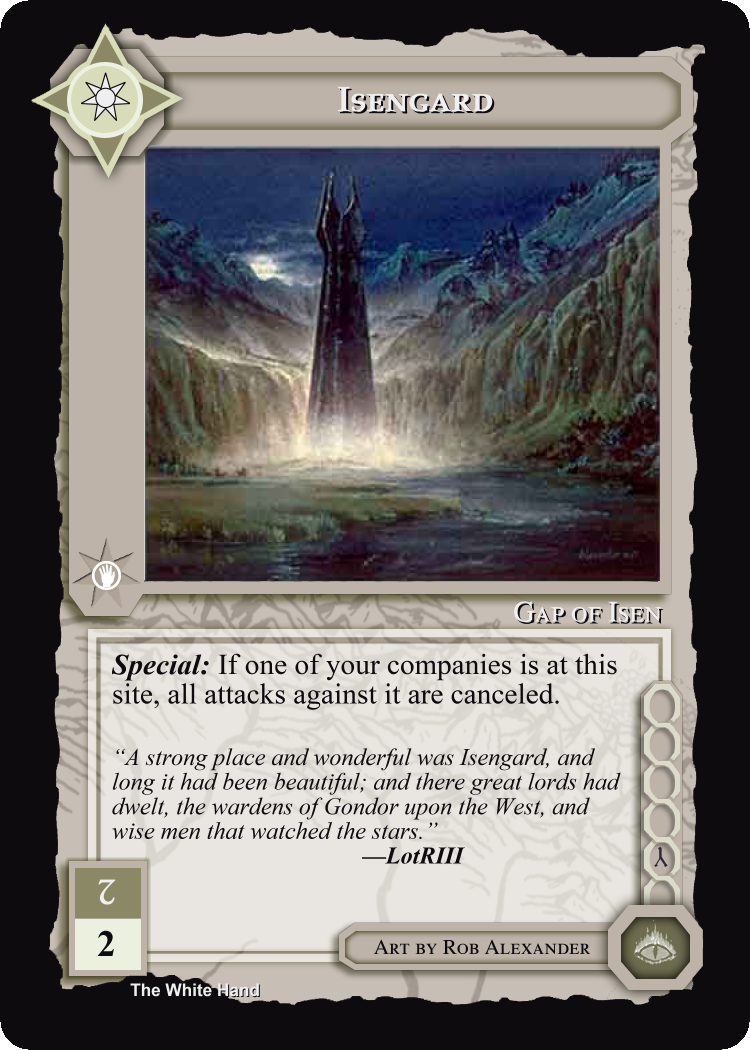 Isengard
Gap of Isen
Special: If one of your companies is at this
site, all attacks against it are canceled.
“A strong place and wonderful was Isengard, and
long it had been beautiful; and there great lords had
dwelt, the wardens of Gondor upon the West, and
wise men that watched the stars.”
—LotRIII
2
2
Art by Rob Alexander
The White Hand